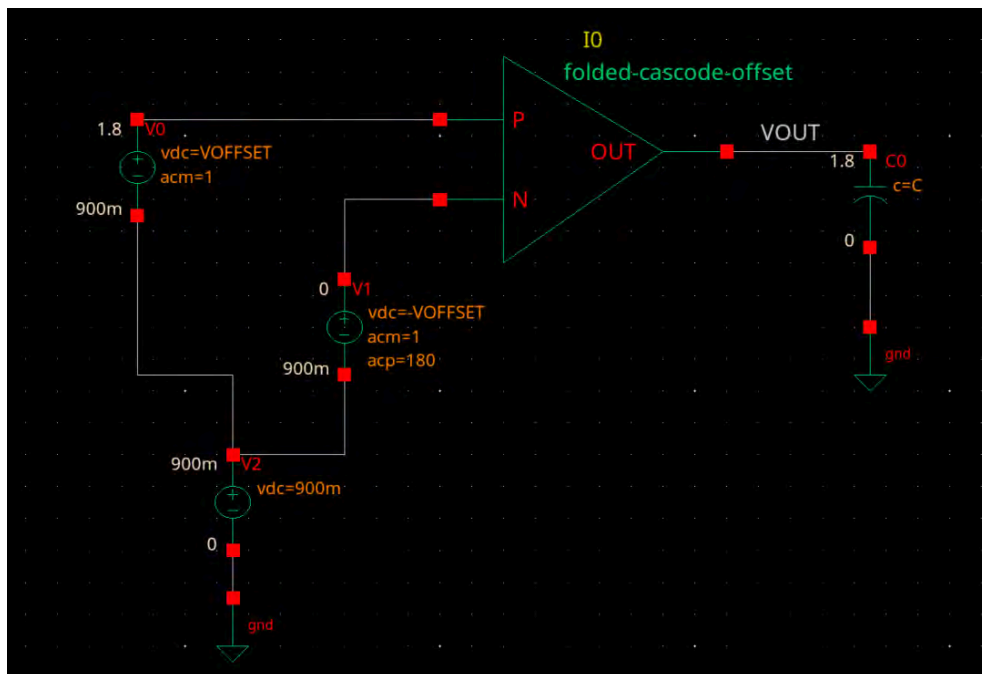 I0
folded-cascode-offset
1.8 V0
vdc=VOFFSET
acm=1
900m
P
N
OUT
VOUT
1.8 C0
c=C
0
gnd
0 V1
vdc=-VOFFSET
acm=1
acp=180
900m
900m V2
vdc=900m
0
gnd